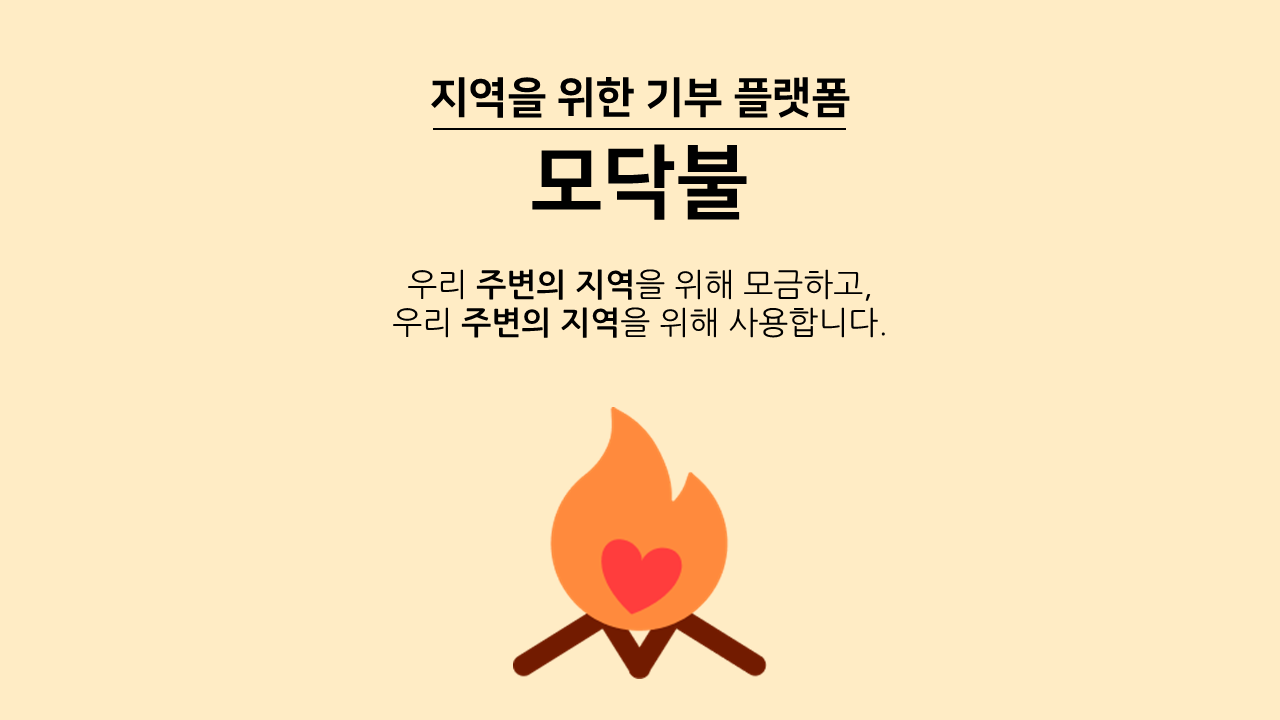 지역을 위한 기부 플랫폼
모닥불
우리 주변의 지역을 위해 모금하고,
우리 주변의 지역을 위해 사용합니다.